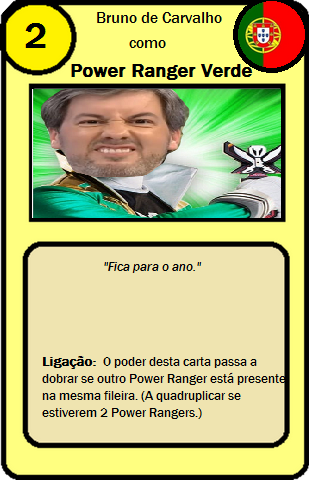 2
Bruno de Carvalho
como
Power Ranger Verde
"Fica para o ano."
Ligação: O poder desta carta passa a
dobrar se outro Power Ranger está presente
na mesma fileira. (A quadruplicar se
estiverem 2 Power Rangers.)